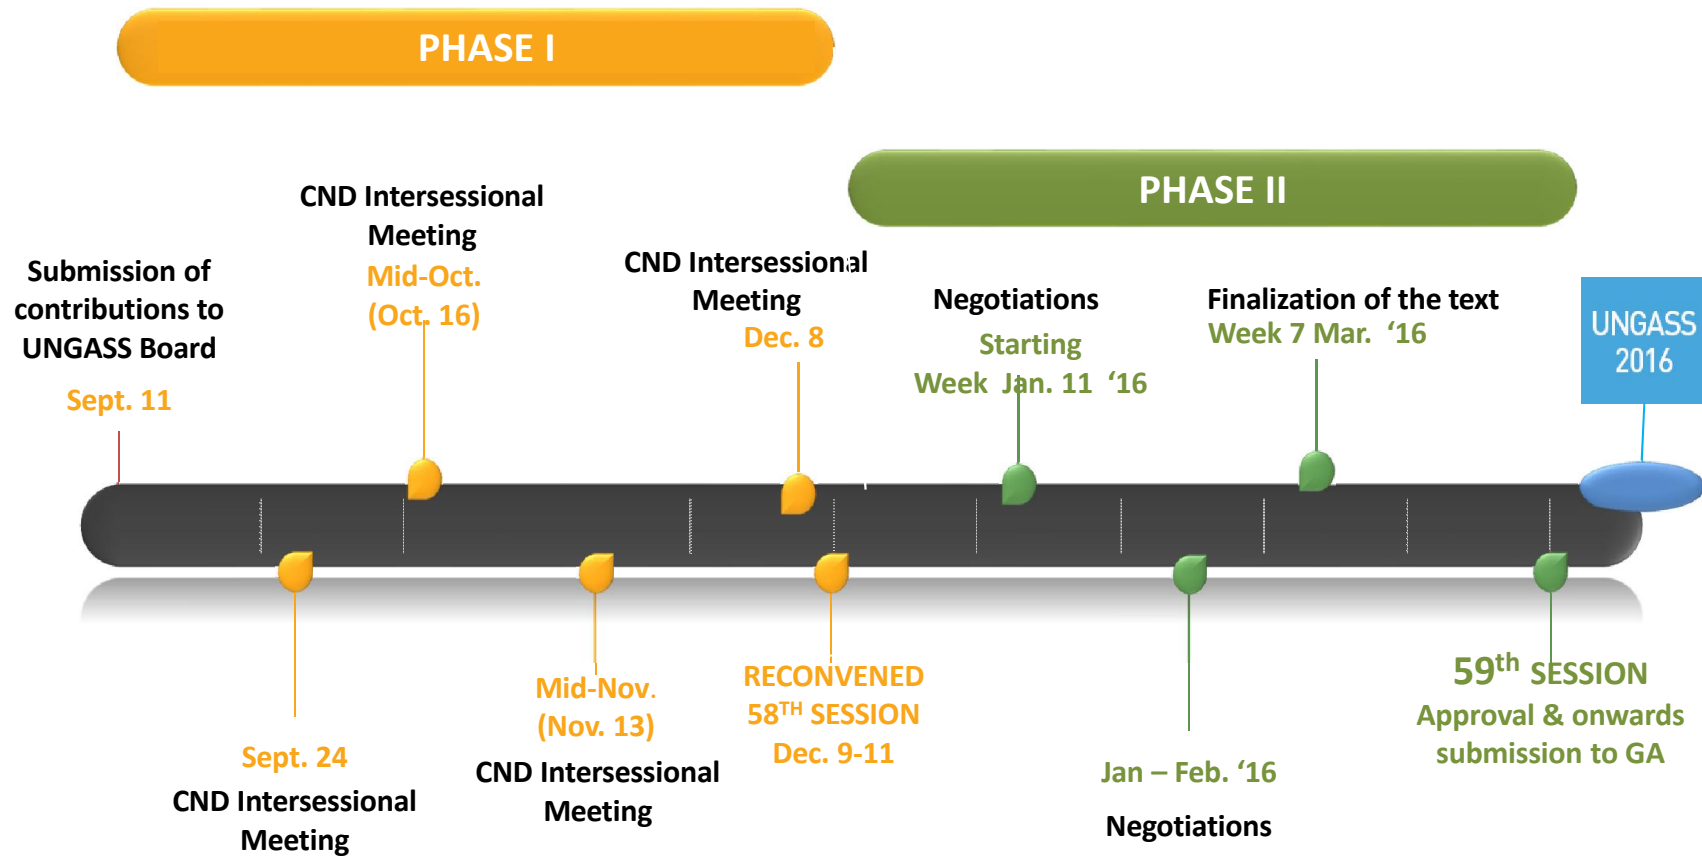 PHASE I
PHASE II
Submission of
contributions to
UNGASS Board
Sept. 11
CND Intersessional
Meeting
Mid-Oct.
(Oct. 16)
CND Intersessional
Meeting
Dec. 8
Negotiations
Starting
Week Jan. 11 ‘16
Finalization of the text
Week 7 Mar. ‘16
UNGASS
2016
Sept. 24
CND Intersessional
Meeting
Mid-Nov.
(Nov. 13)
CND Intersessional
Meeting
RECONVENED
58TH SESSION
Dec. 9-11
Jan – Feb. ‘16
Negotiations
59th SESSION
Approval & onwards
submission to GA